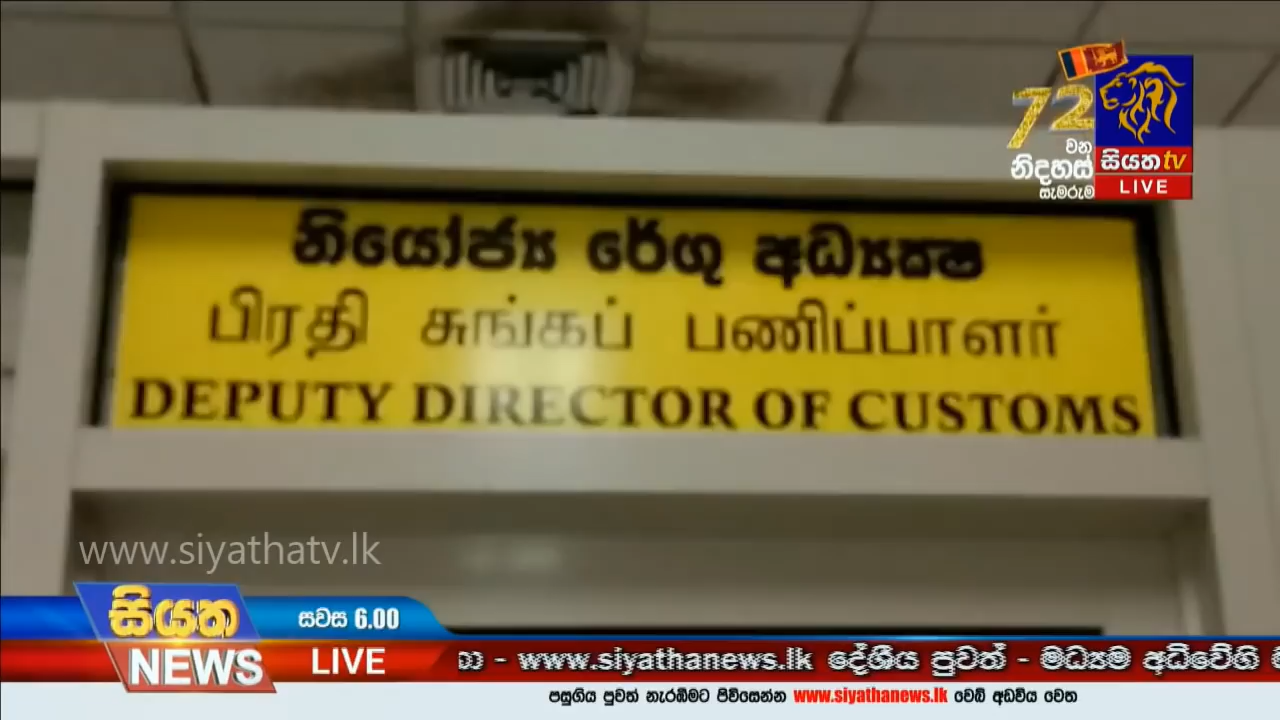 72
වන
නිදහස්
සැමරුම
සියත tv
LIVE
නියෝජ්‍ය රේගු අධ්‍යක්ෂ
பிரதி சுங்கப் பணிப்பாளர்
DEPUTY DIRECTOR OF CUSTOMS
www.siyathatv.lk
සියත
NEWS
සවස 6.00
LIVE
- www.siyathanews.lk දේශීය පුවත් - මධ්‍යම අධිවේගි
පසුගිය පුවත් නැරඹීමට පිවිසෙන්න www.siyathanews.lk වෙබ් අඩවිය වෙත